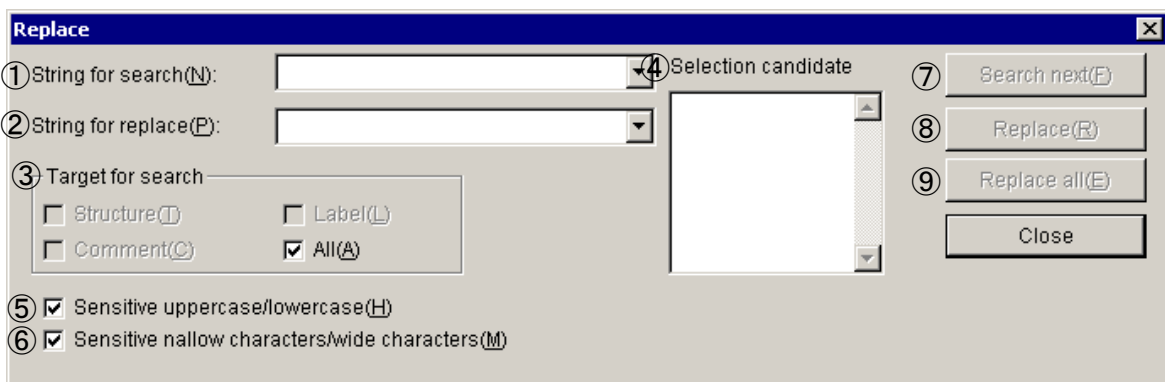 Replace
①String for search(N):
④Selection candidate
⑦ Search next(F)
②String for replace(P):
⑧ Replace(R)
③ Target for search
⑨ Replace all(E)
Structure(T) Label(L)
Comment(C) All(A)
Close
⑤ Sensitive uppercase/lowercase(H)
⑥ Sensitive nallow characters/wide characters(M)